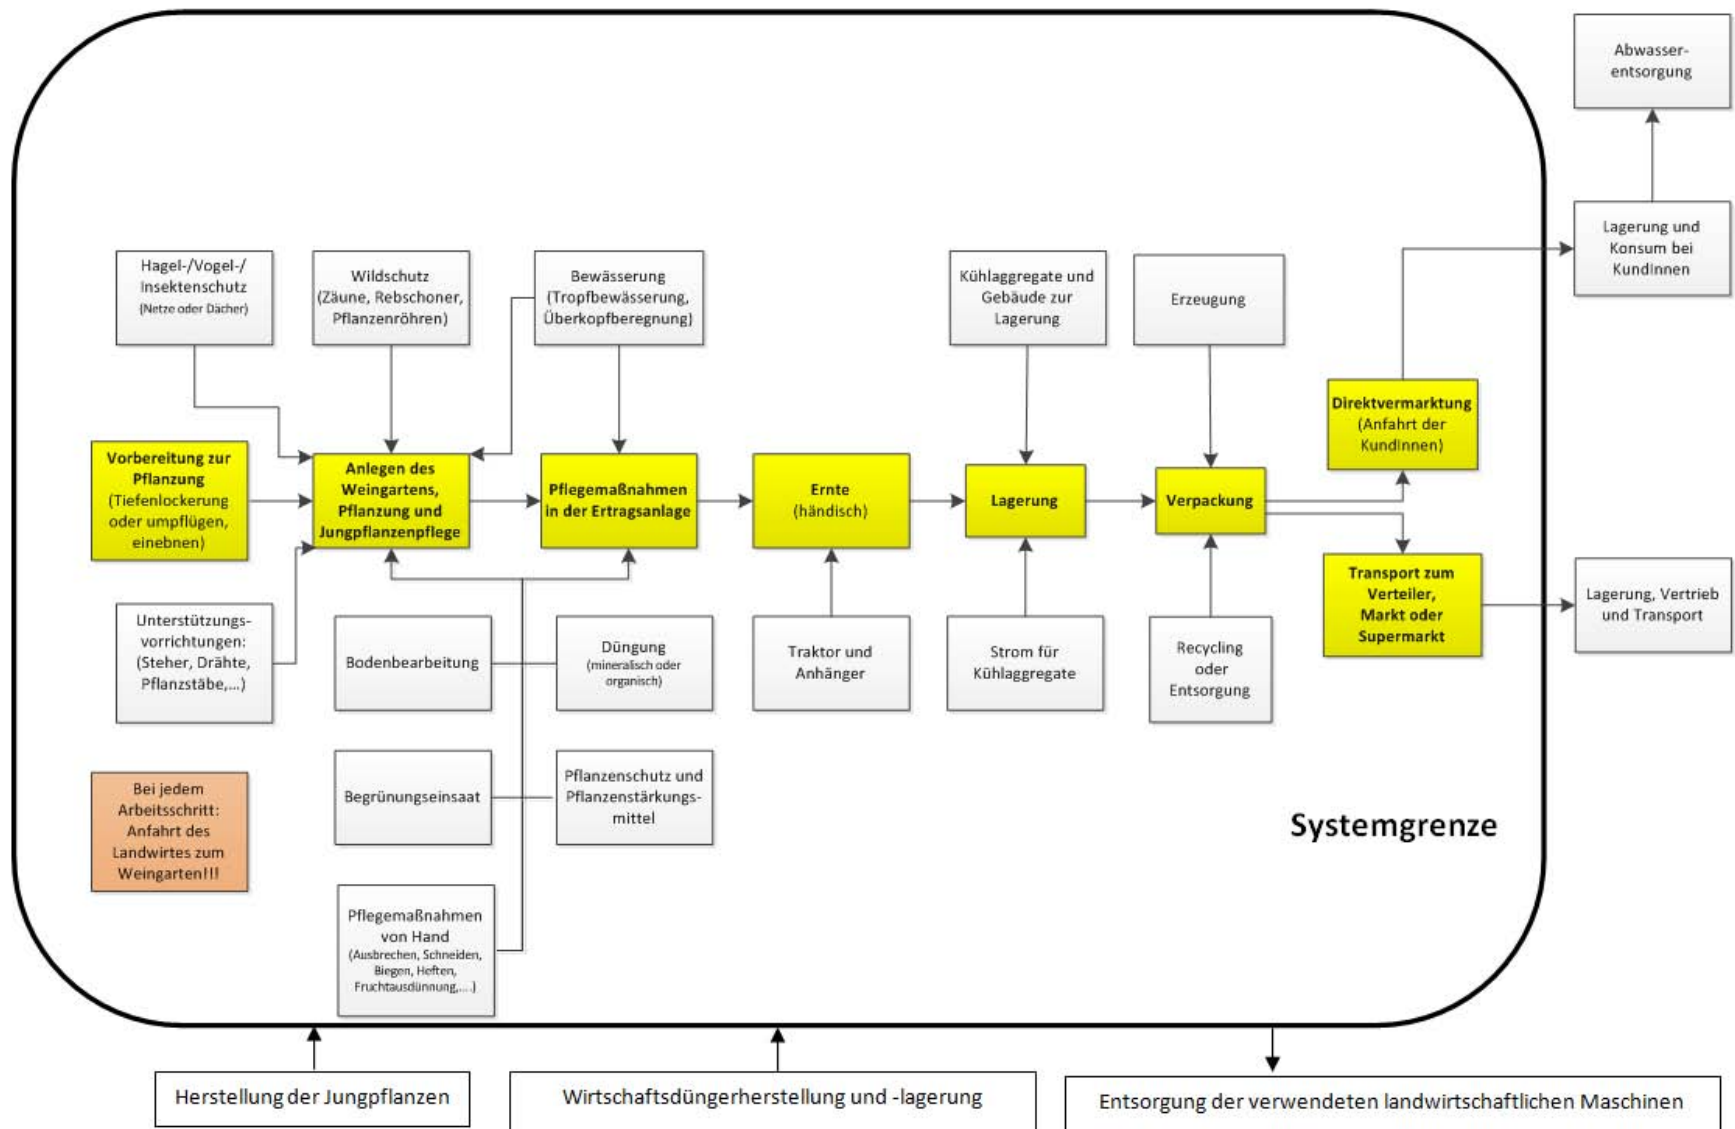 Abwasser-
entsorgung
Lagerung und
Konsum bei
KundInnen
Hagel-/Vogel-/
Insektenschutz
(Netze oder Dächer)
Wildschutz
(Zäune, Rebschoner,
Pflanzenröhren)
Bewässerung
(Tropfbewässerung,
Überkopfberegnung)
Kühlaggregate und
Gebäude zur
Lagerung
Erzeugung
Direktvermarktung
(Anfahrt der
KundInnen)
Vorbereitung zur
Pflanzung
(Tiefenlockerung
oder umpflügen,
einebnen)
Anlegen des
Weingartens,
Pflanzung und
Jungpflanzenpflege
Pflegemaßnahmen
in der Ertragsanlage
Ernte
(händisch)
Lagerung
Verpackung
Transport zum
Verteiler,
Markt oder
Supermarkt
Lagerung, Vertrieb
und Transport
Unterstützungs-
vorrichtungen:
(Steher, Drähte,
Pflanzstäbe,...)
Bodenbearbeitung
Düngung
(mineralisch oder
organisch)
Traktor und
Anhänger
Strom für
Kühlaggregate
Recycling
oder
Entsorgung
Bei jedem
Arbeitsschritt:
Anfahrt des
Landwirtes zum
Weingarten!!!
Begrünungseinsaat
Pflanzenschutz und
Pflanzenstärkungs-
mittel
Systemgrenze
Pflegemaßnahmen
von Hand
(Ausbrechen, Schneiden,
Biegen, Heften,
Fruchtausdünnung,....)
Herstellung der Jungpflanzen
Wirtschaftsdüngerherstellung und -lagerung
Entsorgung der verwendeten landwirtschaftlichen Maschinen